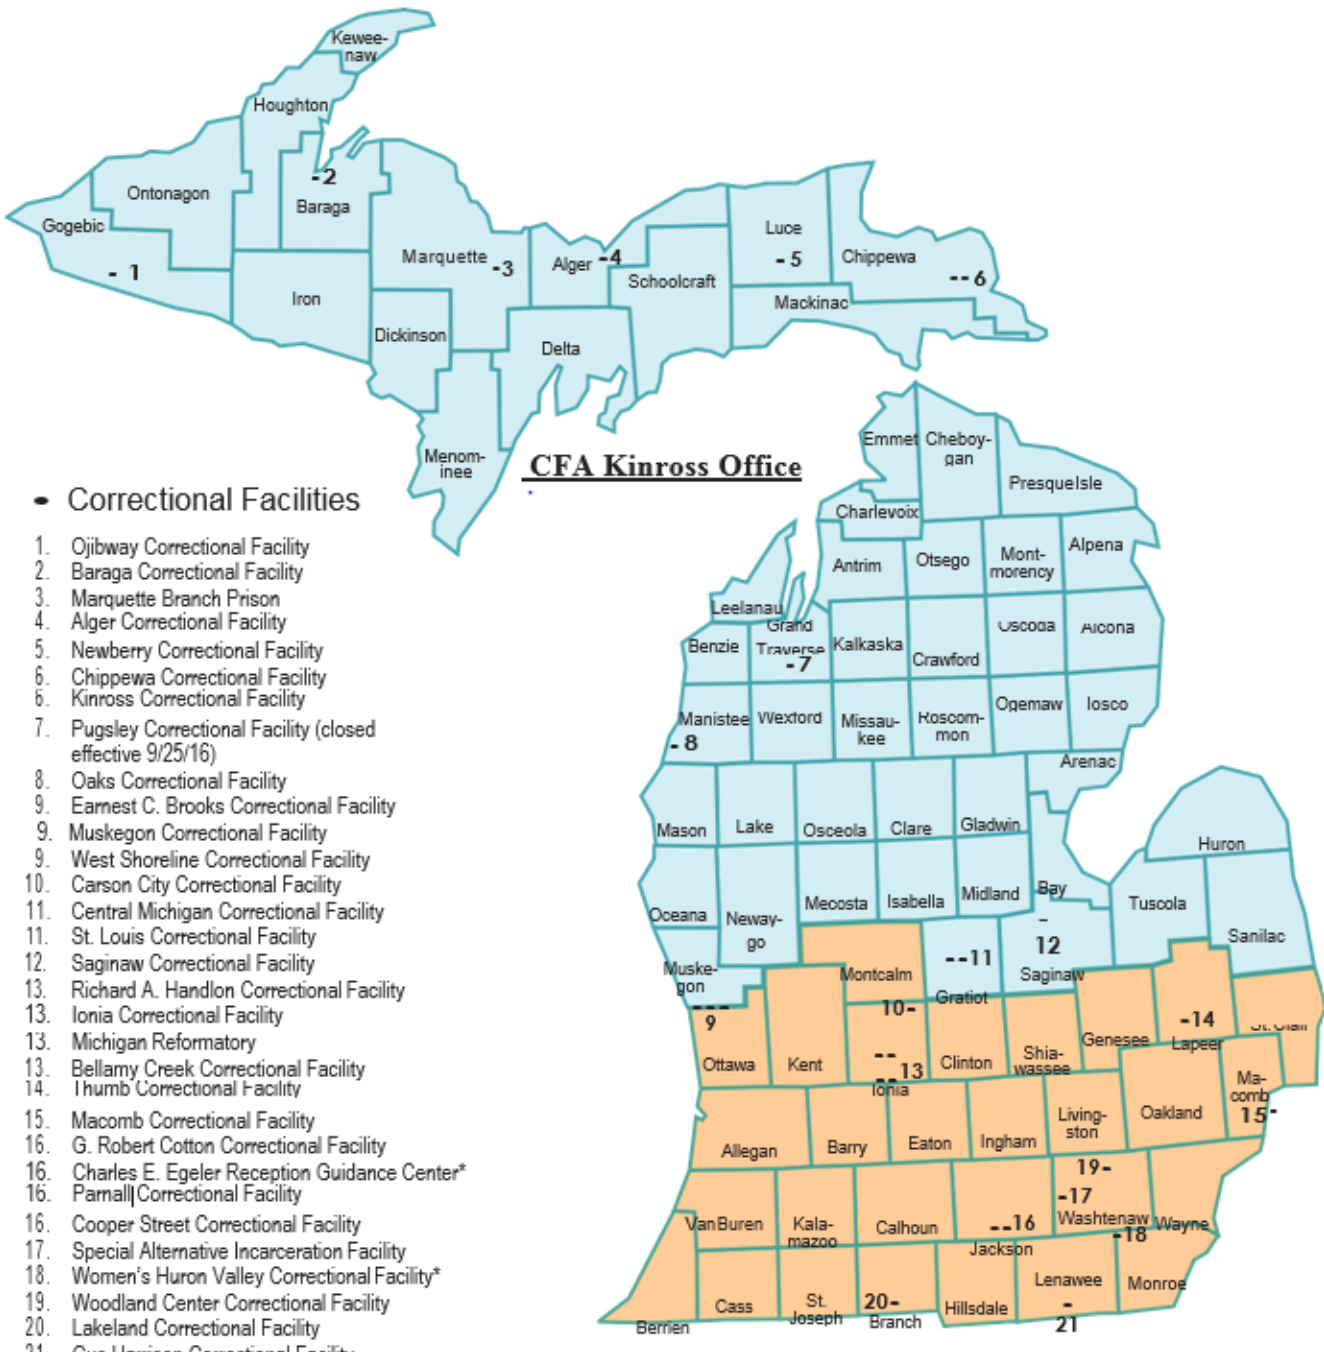 Kewee-
naw
Houghton
-2
Baraga
Ontonagon
Gogebic
- 1
Marquette
-3
Alger
-4
Luce
- 5
Chippewa
--6
Schoolcraft
Mackinac
Iron
Dickinson
Delta
Menom-
inee
CFA Kinross Office
Emmet
Cheboy-
gan
Presque Isle
Charlevoix
Antrim
Otsego
Mont-
morency
Alpena
Leelanau
Grand
Traverse
-7
Benzie
Kalkaska
Crawford
Oscoda
Alcona
Manistee
- 8
Wexford
Missau-
kee
Roscom-
mon
Ogemaw
Iosco
Arenac
Mason
Lake
Osceola
Clare
Gladwin
Huron
Oceana
Neway-
go
Mecosta
Isabella
Midland
Bay
Tuscola
Sanilac
Muske-
gon
---
9
Montcalm
10-
--11
Gratiot
-
12
Saginaw
Ottawa
Kent
--
--13
Ionia
Clinton
Shia-
wassee
Genesee
-14
Lapeer
St. Clair
Ma-
comb
15-
Allegan
Barry
Eaton
Ingham
Living-
ston
Oakland
19-
-17
Washtenaw
Wayne
-18
Van Buren
Kala-
mazoo
Calhoun
--16
Jackson
Berrien
Cass
St.
Joseph
20-
Branch
Hillsdale
Lenawee
-
21
Monroe
- Correctional Facilities
1. Ojibway Correctional Facility
2. Baraga Correctional Facility
3. Marquette Branch Prison
4. Alger Correctional Facility
5. Newberry Correctional Facility
6. Chippewa Correctional Facility
6. Kinross Correctional Facility
7. Pugsley Correctional Facility (closed
effective 9/25/16)
8. Oaks Correctional Facility
9. Earnest C. Brooks Correctional Facility
9. Muskegon Correctional Facility
9. West Shoreline Correctional Facility
10. Carson City Correctional Facility
11. Central Michigan Correctional Facility
11. St. Louis Correctional Facility
12. Saginaw Correctional Facility
13. Richard A. Handlon Correctional Facility
13. Ionia Correctional Facility
13. Michigan Reformatory
13. Bellamy Creek Correctional Facility
14. Thumb Correctional Facility
15. Macomb Correctional Facility
16. G. Robert Cotton Correctional Facility
16. Charles E. Egeler Reception Guidance Center*
16. Parnall Correctional Facility
16. Cooper Street Correctional Facility
17. Special Alternative Incarceration Facility
18. Women's Huron Valley Correctional Facility*
19. Woodland Center Correctional Facility
20. Lakeland Correctional Facility
21. Gus Harrison Correctional Facility